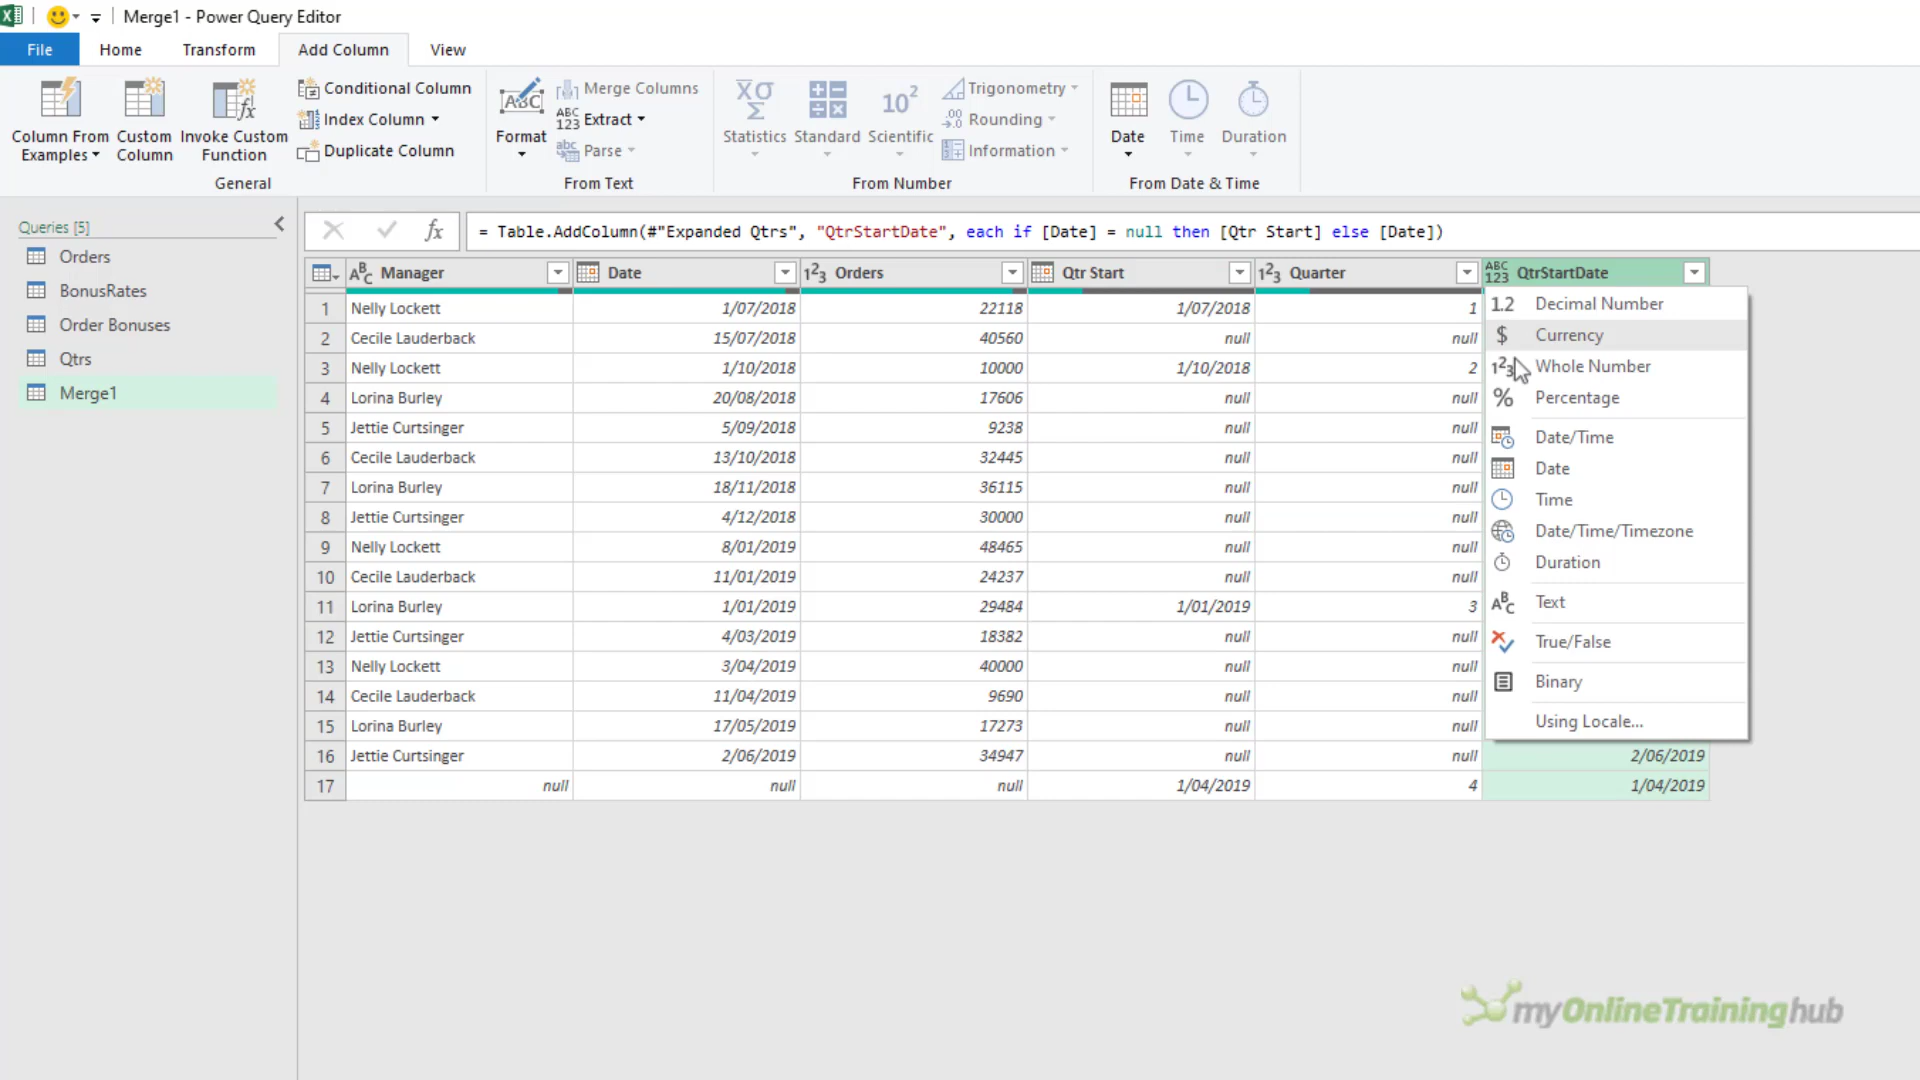 Merge1 - Power Query Editor
File Home Transform Add Column View
Column From Examples
Custom Column
Invoke Custom Function
Conditional Column
Index Column
Duplicate Column
General
Format
Merge Columns
Extract
Parse
From Text
Statistics
Standard
Scientific
Trigonometry
Rounding
Information
From Number
Date
Time
Duration
From Date & Time
Queries [5]
Orders
BonusRates
Order Bonuses
Qtrs
Merge1
fx = Table.AddColumn(#"Expanded Qtrs", "QtrStartDate", each if [Date] = null then [Qtr Start] else [Date])
ABC Manager Date 123 Orders Qtr Start 123 Quarter ABC 123 QtrStartDate
1 Nelly Lockett 1/07/2018 22118 1/07/2018 1
2 Cecile Lauderback 15/07/2018 40560 null null
3 Nelly Lockett 1/10/2018 10000 1/10/2018 2
4 Lorina Burley 20/08/2018 17606 null null
5 Jettie Curtsinger 5/09/2018 9238 null null
6 Cecile Lauderback 13/10/2018 32445 null null
7 Lorina Burley 18/11/2018 36115 null null
8 Jettie Curtsinger 4/12/2018 30000 null null
9 Nelly Lockett 8/01/2019 48465 null null
10 Cecile Lauderback 11/01/2019 24237 null null
11 Lorina Burley 1/01/2019 29484 1/01/2019 3
12 Jettie Curtsinger 4/03/2019 18382 null null
13 Nelly Lockett 3/04/2019 40000 null null
14 Cecile Lauderback 11/04/2019 9690 null null
15 Lorina Burley 17/05/2019 17273 null null
16 Jettie Curtsinger 2/06/2019 34947 null null 2/06/2019
17 null null null 1/04/2019 4 1/04/2019
1.2 Decimal Number
$ Currency
123 Whole Number
% Percentage
Date/Time
Date
Time
Date/Time/Timezone
Duration
ABC Text
True/False
Binary
Using Locale...
myOnlineTraininghub